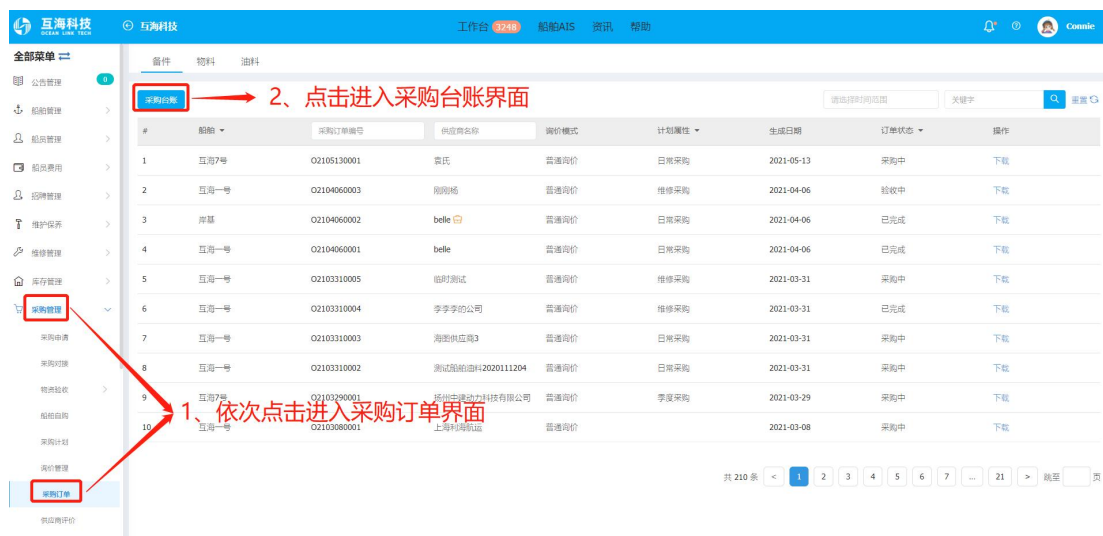 互海科技
OCEAN LINK TECH
互海科技
工作台 3248 船舶AIS 资讯 帮助
Connie
全部菜单
公告管理 0
船舶管理
船员管理
船员费用
招聘管理
维护保养
维修管理
库存管理
采购管理
采购申请
采购对接
物资验收
船舶自购
采购计划
询价管理
采购订单
供应商评价
备件 物料 油料
采购台账
2、点击进入采购台账界面
请选择时间范围 关键字 重置
# 船舶 采购订单编号 供应商名称 询价模式 计划属性 生成日期 订单状态 操作
1 互海7号 O2105130001 袁氏 普通询价 日常采购 2021-05-13 采购中 下载
2 互海一号 O2104060003 刚刚杨 普通询价 维修采购 2021-04-06 验收中 下载
3 岸基 O2104060002 belle 普通询价 日常采购 2021-04-06 已完成 下载
4 互海一号 O2104060001 belle 普通询价 日常采购 2021-04-06 已完成 下载
5 互海一号 O2103310005 临时测试 普通询价 维修采购 2021-03-31 采购中 下载
6 互海一号 O2103310004 李李李的公司 普通询价 维修采购 2021-03-31 已完成 下载
7 互海一号 O2103310003 海图供应商3 普通询价 日常采购 2021-03-31 采购中 下载
8 互海一号 O2103310002 测试船舶油料2020111204 普通询价 日常采购 2021-03-31 采购中 下载
9 互海7号 O2103290001 扬州中建动力科技有限公司 普通询价 季度采购 2021-03-29 采购中 下载
1、依次点击进入采购订单界面
10 互海一号 O2103080001 上海利海航运 普通询价 2021-03-08 采购中 下载
共 210 条 < 1 2 3 4 5 6 7 ... 21 > 跳至 页